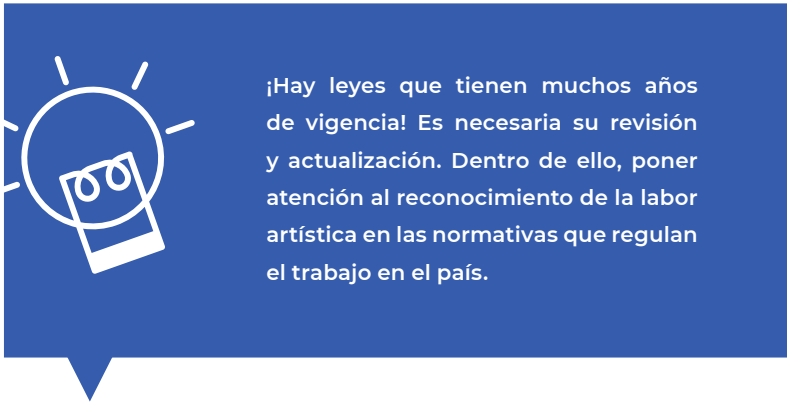 ¡Hay leyes que tienen muchos años
de vigencia! Es necesaria su revisión
y actualización. Dentro de ello, poner
atención al reconocimiento de la labor
artística en las normativas que regulan
el trabajo en el país.